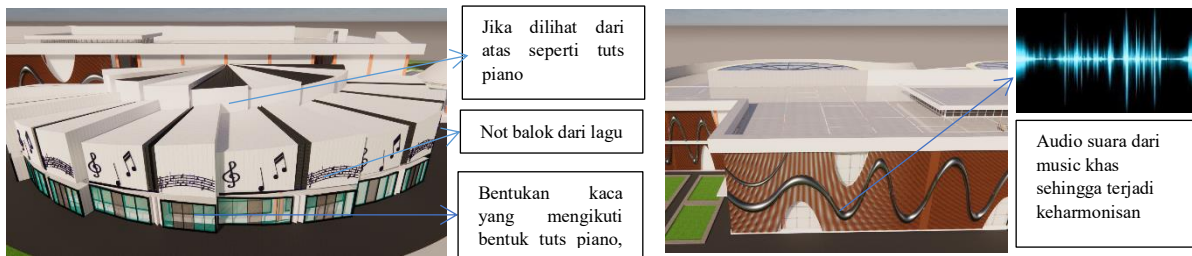 Jika dilihat dari
atas seperti tuts
piano
Not balok dari lagu
Bentukan kaca
yang mengikuti
bentuk tuts piano,
Audio suara dari
music khas
sehingga terjadi
keharmonisan